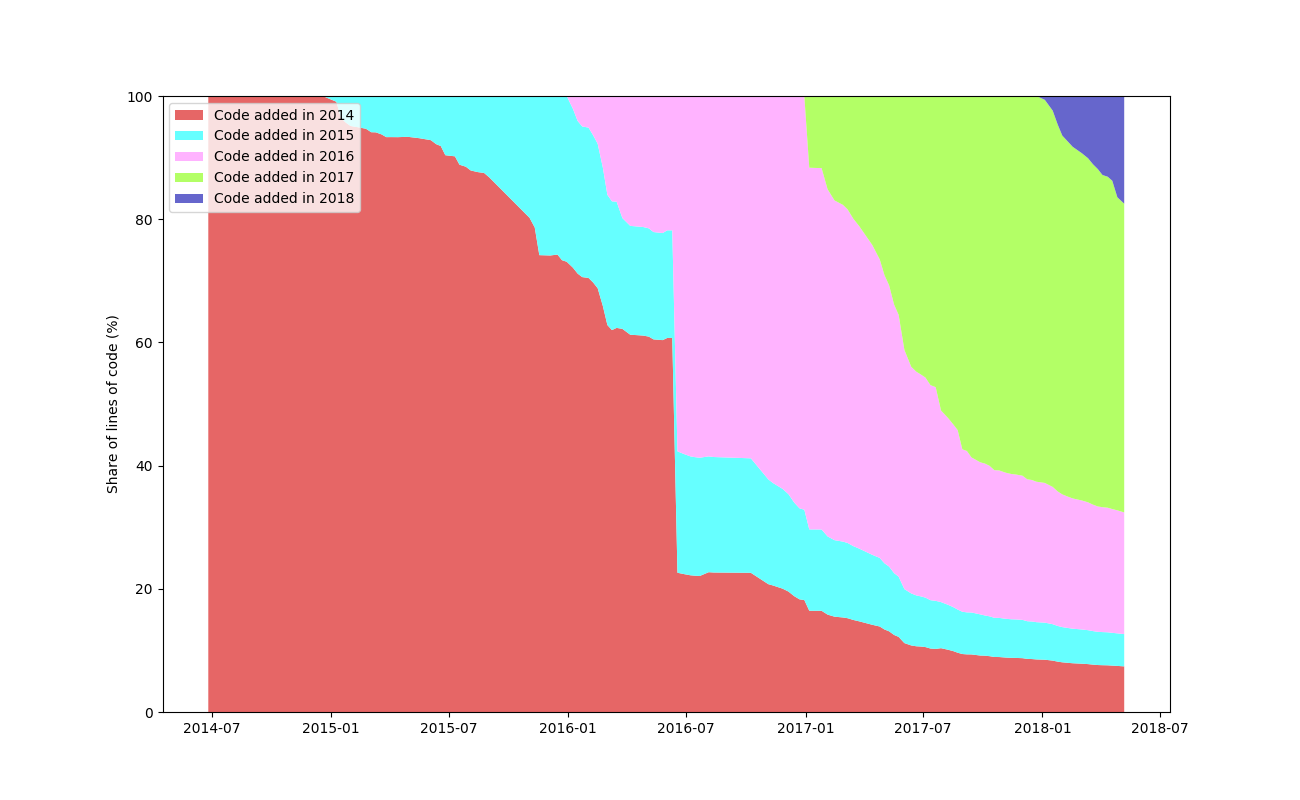 Code added in 2014
Code added in 2015
Code added in 2016
Code added in 2017
Code added in 2018
Share of lines of code (%)
100
80
60
40
20
0
2014-07
2015-01
2015-07
2016-01
2016-07
2017-01
2017-07
2018-01
2018-07